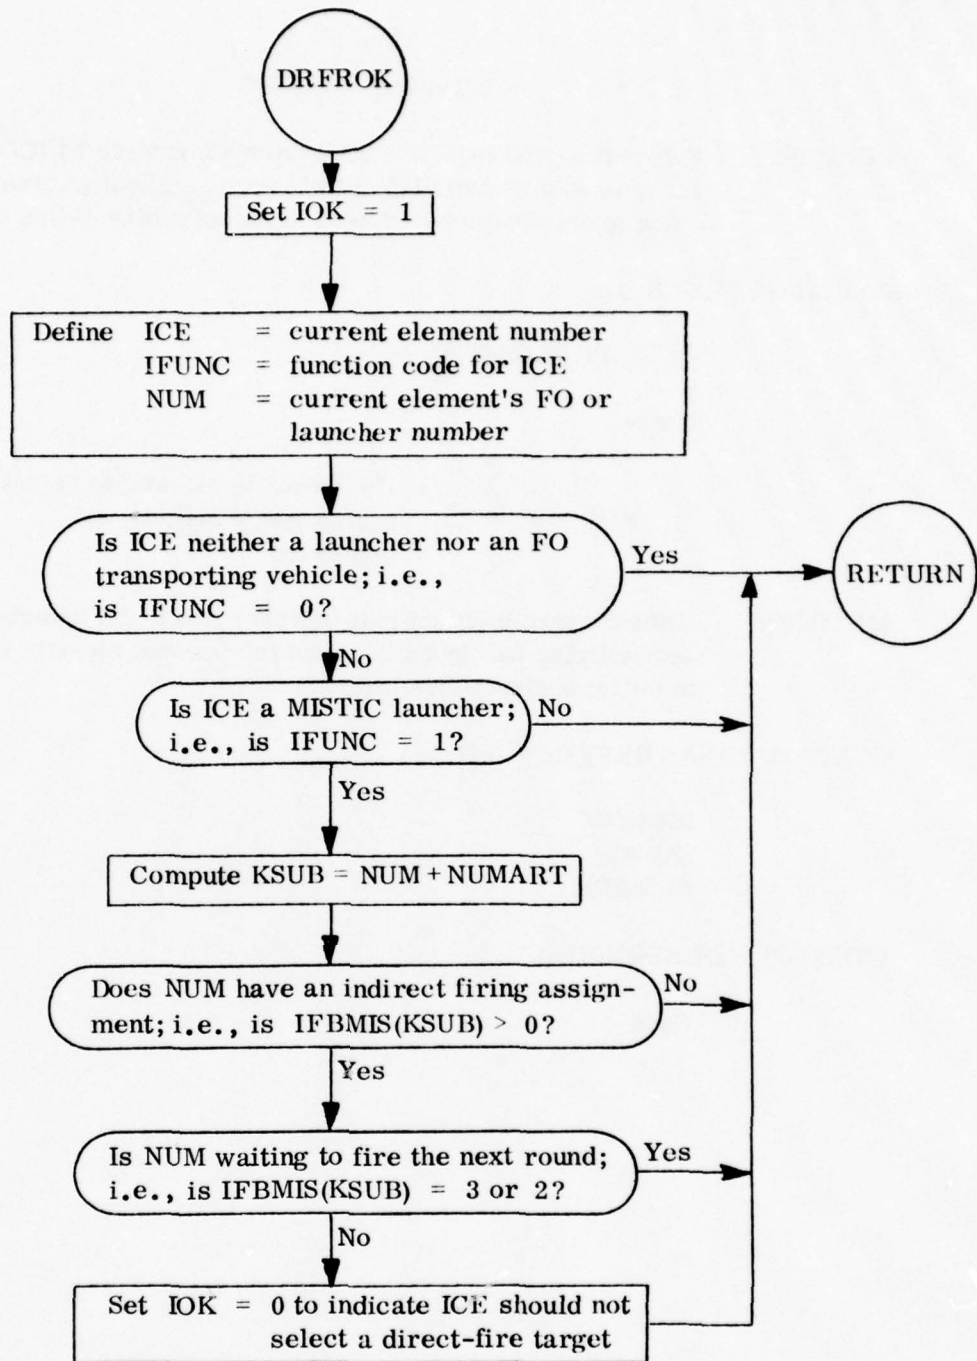 DRFROK
Set IOK = 1
Define ICE = current element number
IFUNC = function code for ICE
NUM = current element's FO or
launcher number
Is ICE neither a launcher nor an FO
transporting vehicle; i.e.,
is IFUNC = 0?
Yes
RETURN
No
Is ICE a MISTIC launcher;
i.e., is IFUNC = 1?
No
Yes
Compute KSUB = NUM + NUMART
Does NUM have an indirect firing assign-
ment; i.e., is IFBMIS(KSUB) > 0?
No
Yes
Is NUM waiting to fire the next round;
i.e., is IFBMIS(KSUB) = 3 or 2?
Yes
No
Set IOK = 0 to indicate ICE should not
select a direct-fire target